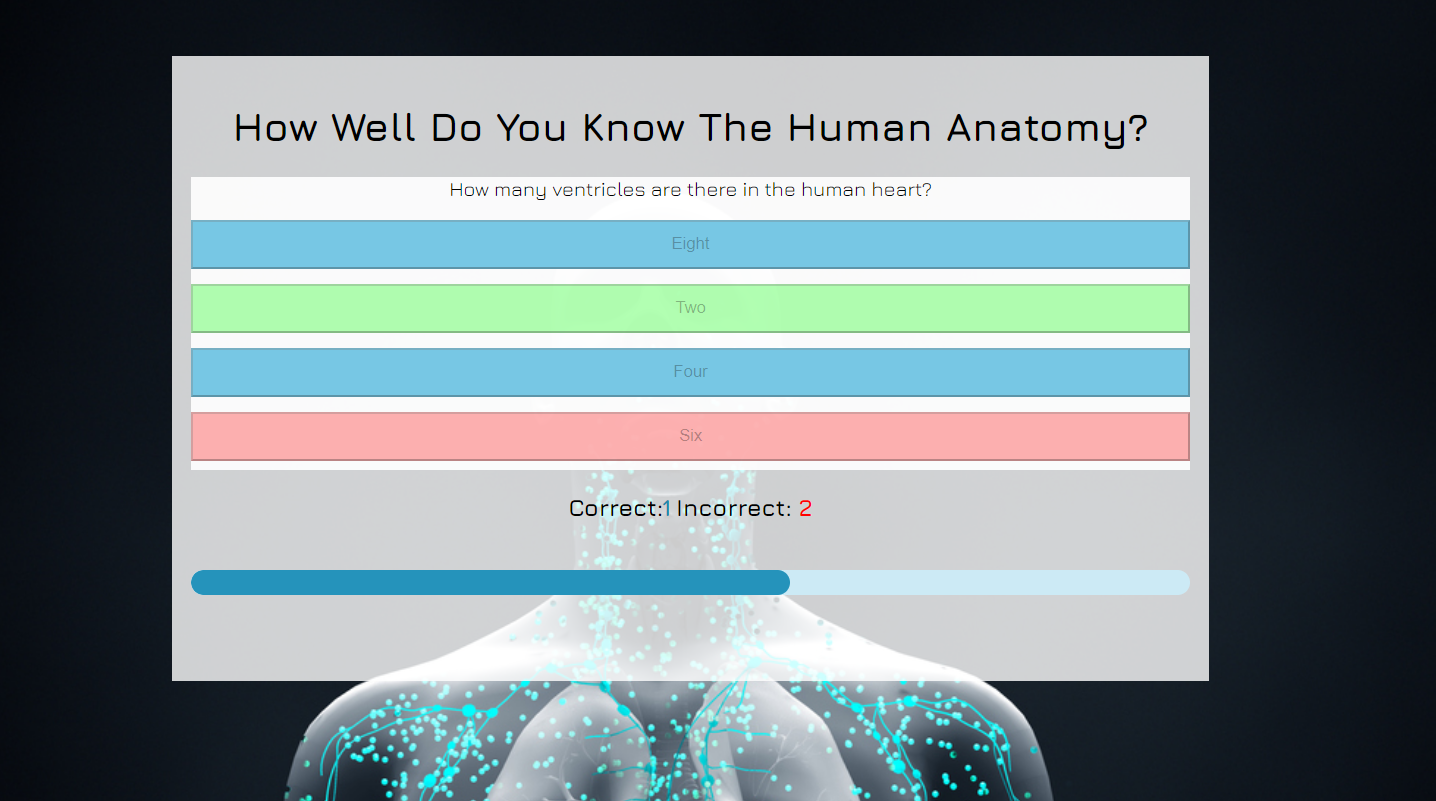 How Well Do You Know The Human Anatomy?
How many ventricles are there in the human heart?
Eight
Two
Four
Six
Correct:1 Incorrect: 2